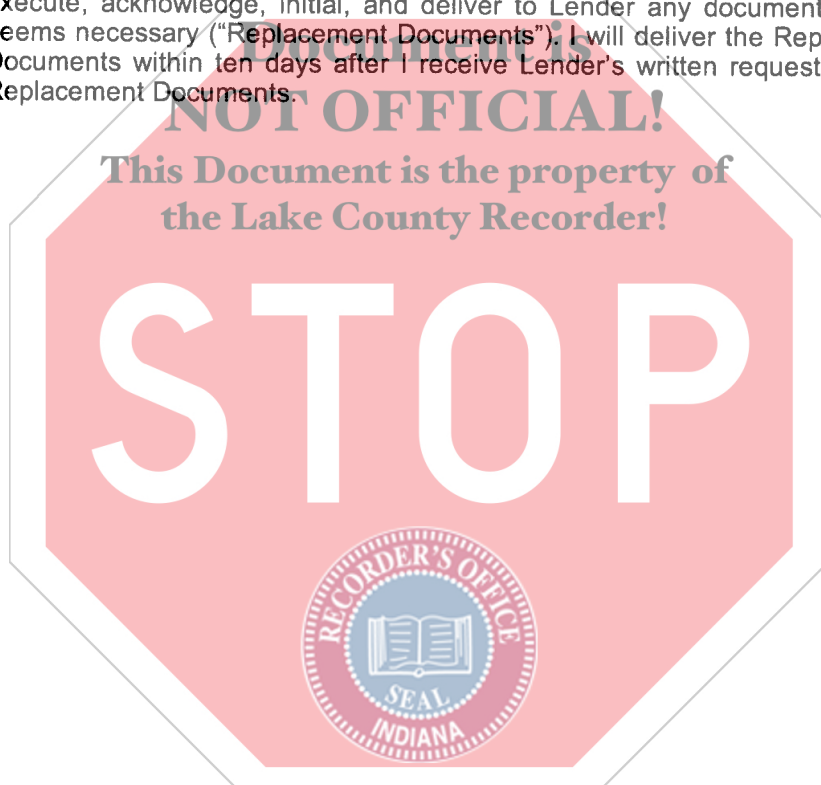 xecute, acknowledge, initial, and deliver to Lender any document
eems necessary ("Replacement Documents"). I will deliver the Rep
ocuments within ten days after I receive Lender's written request
eplacement Documents.
Document is
NOT OFFICIAL!
This Document is the property of
the Lake County Recorder!
STOP
RECORDER'S OFFICE
SEAL
INDIANA